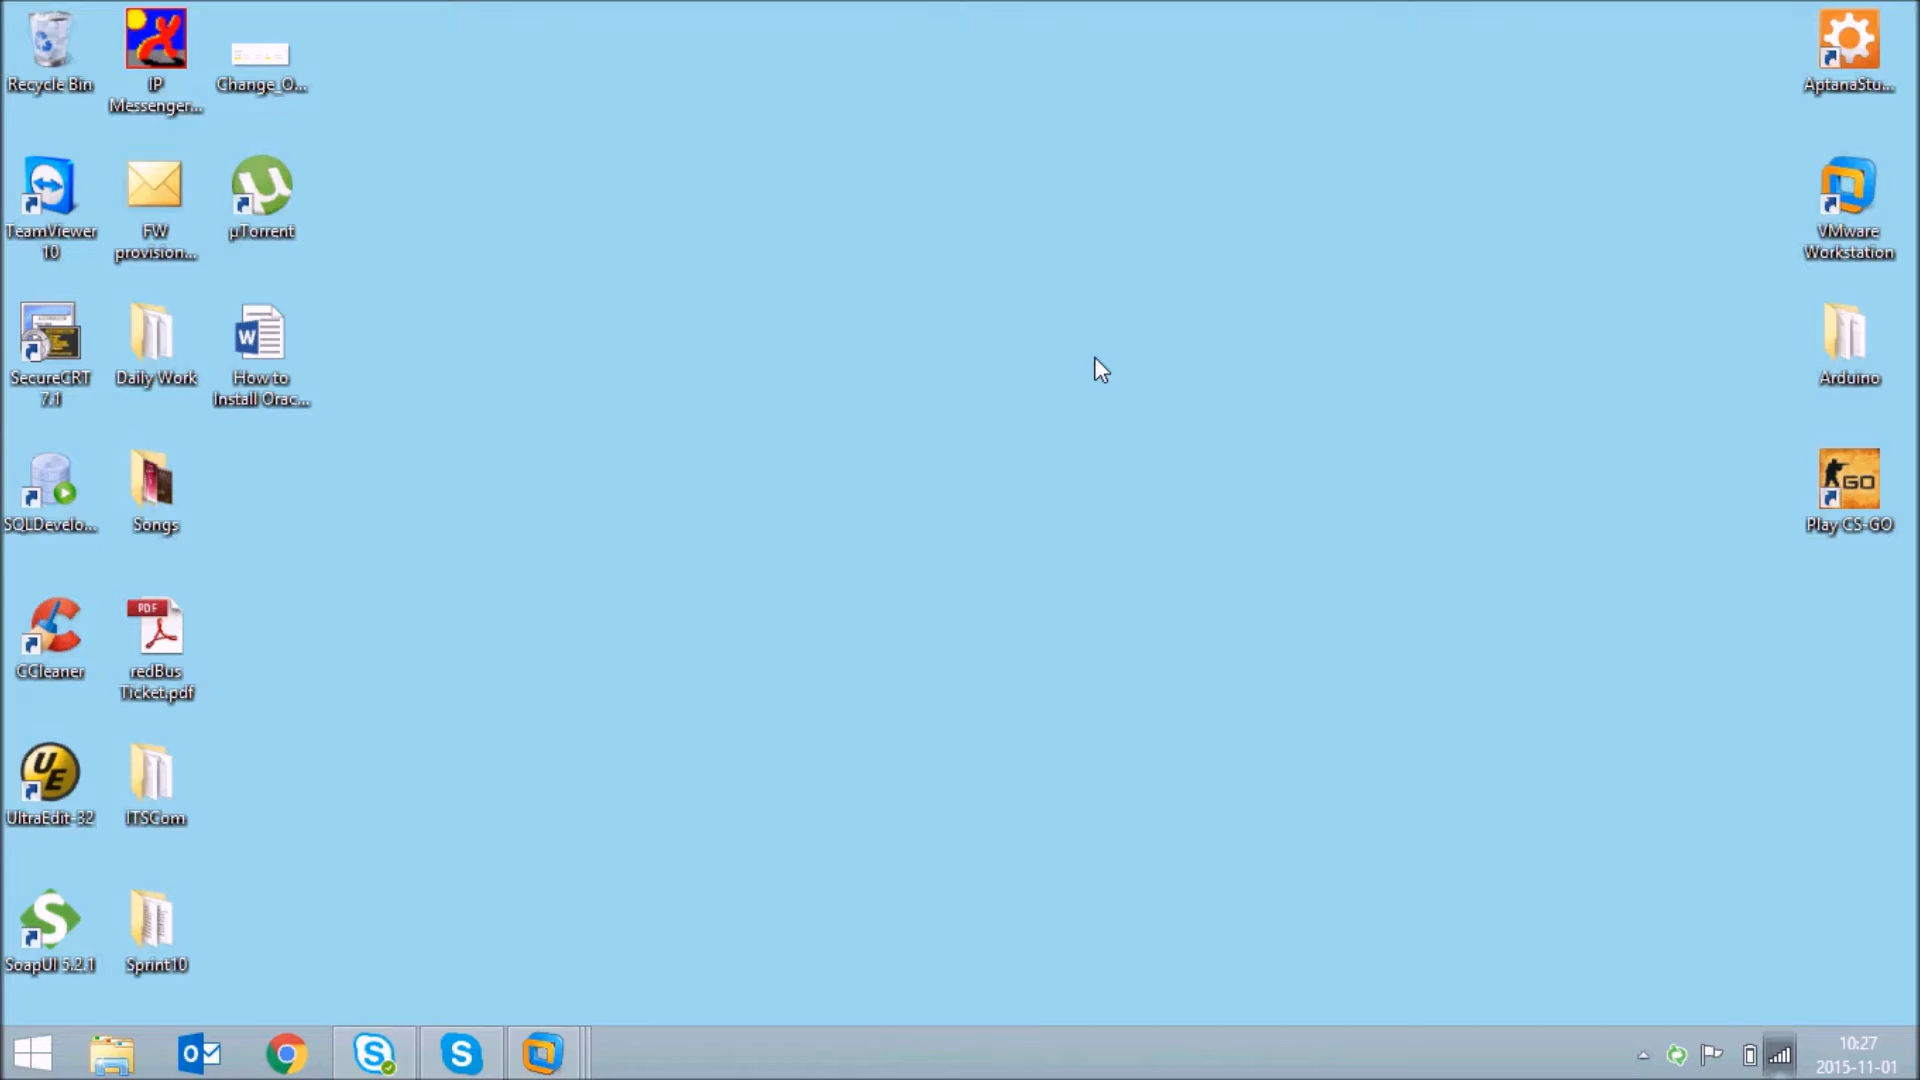 Recycle Bin
IP
Messenger...
Change_O...
AptanaStu...
TeamViewer
10
FW
provision...
µTorrent
VMware
Workstation
SecureCRT
7.1
Daily Work
W
How to
Install Orac...
Arduino
SQLDevelo...
Songs
GO
Play CS-GO
CCleaner
PDF
redBus
Ticket.pdf
UE
UltraEdit-32
ITSCom
S
SoapUI 5.2.1
Sprint10
O
S
S
10:27
2015-11-01